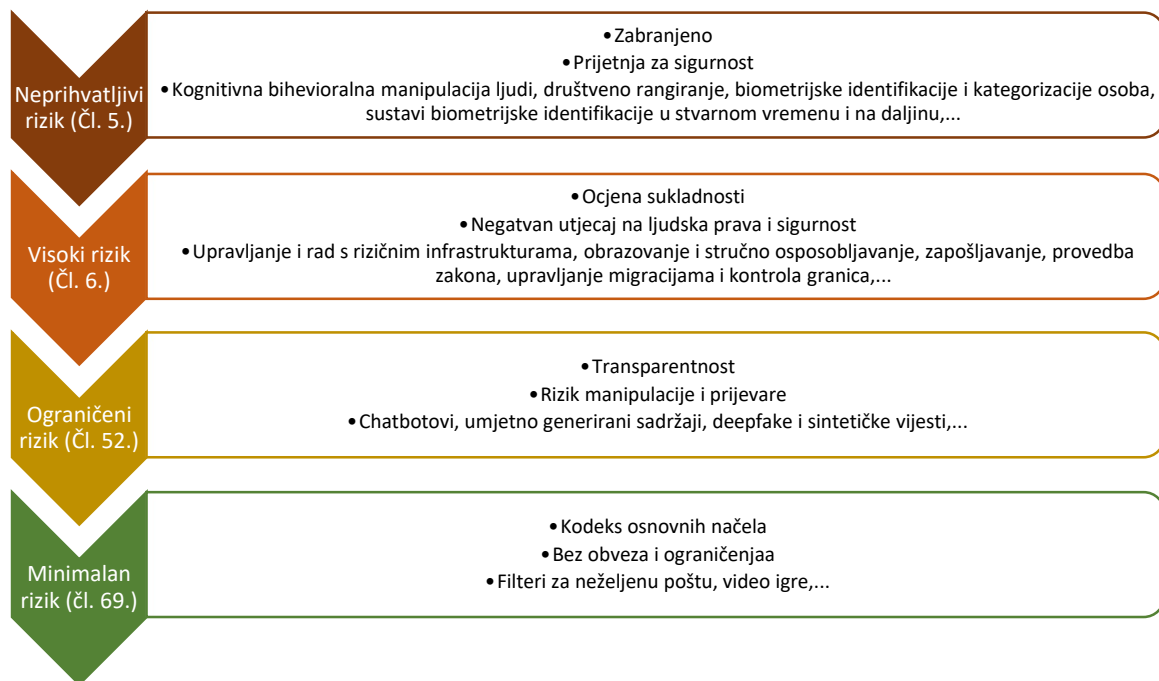 Neprihvatljivi
rizik (Čl. 5.)
•Zabranjeno
•Prijetnja za sigurnost
•Kognitivna bihevioralna manipulacija ljudi, društveno rangiranje, biometrijske identifikacije i kategorizacije osoba,
sustavi biometrijske identifikacije u stvarnom vremenu i na daljinu,...
Visoki rizik
(Čl. 6.)
•Ocjena sukladnosti
•Negatvan utjecaj na ljudska prava i sigurnost
•Upravljanje i rad s rizičnim infrastrukturama, obrazovanje i stručno osposobljavanje, zapošljavanje, provedba
zakona, upravljanje migracijama i kontrola granica,...
Ograničeni
rizik (Čl. 52.)
•Transparentnost
•Rizik manipulacije i prijevare
•Chatbotovi, umjetno generirani sadržaji, deepfake i sintetičke vijesti,...
Minimalan
rizik (čl. 69.)
•Kodeks osnovnih načela
•Bez obveza i ograničenjaa
•Filteri za neželjenu poštu, video igre,...